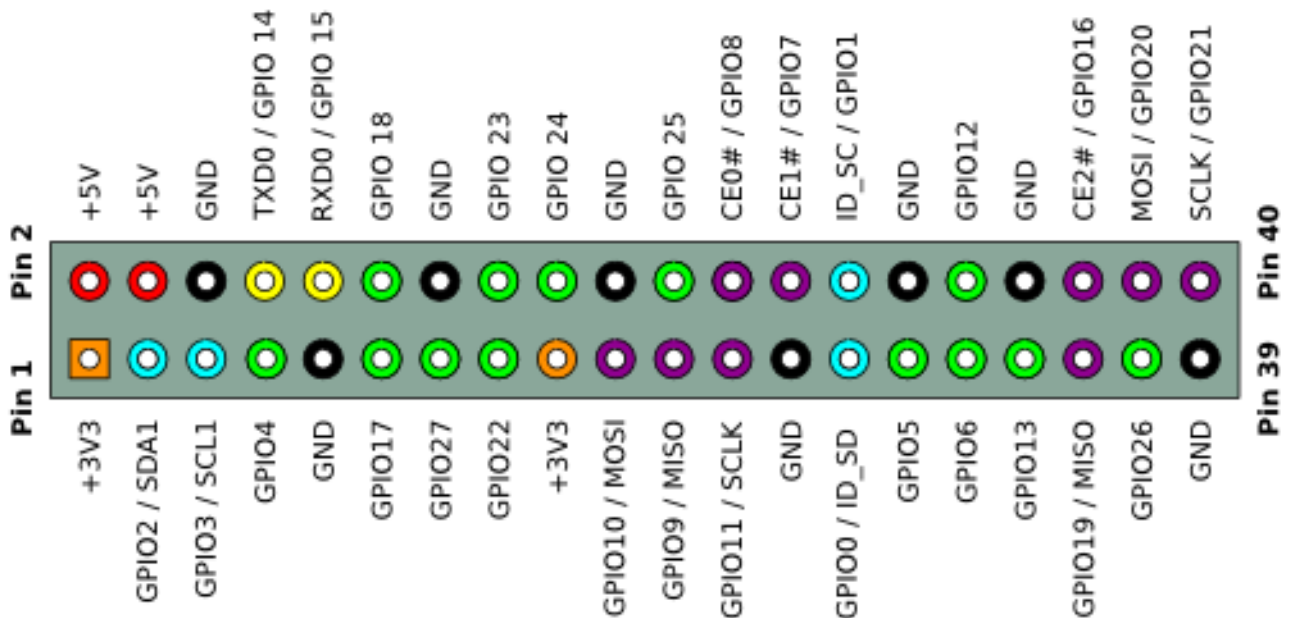 +5V
+5V
GND
TXD0 / GPIO 14
RXD0 / GPIO 15
GPIO 18
GND
GPIO 23
GPIO 24
GND
GPIO 25
CE0# / GPIO8
CE1# / GPIO7
ID_SC / GPIO1
GND
GPIO12
GND
CE2# / GPIO16
MOSI / GPIO20
SCLK / GPIO21
Pin 2
Pin 40
Pin 1
Pin 39
+3V3
GPIO2 / SDA1
GPIO3 / SCL1
GPIO4
GND
GPIO17
GPIO27
GPIO22
+3V3
GPIO10 / MOSI
GPIO9 / MISO
GPIO11 / SCLK
GND
GPIO0 / ID_SD
GPIO5
GPIO6
GPIO13
GPIO19 / MISO
GPIO26
GND